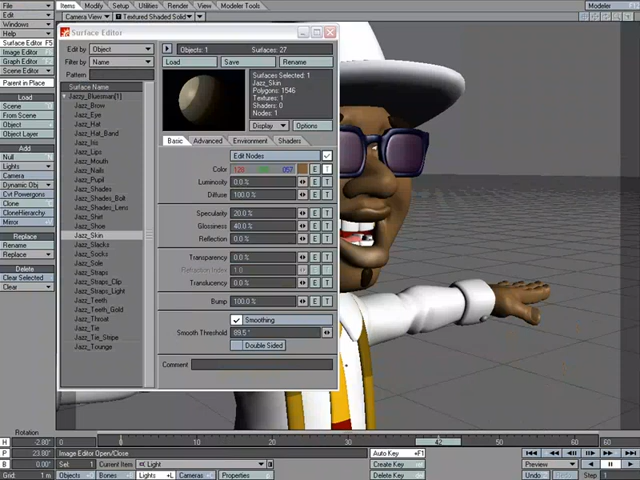 File
Edit
Windows
Help
Surface Editor F5
Image Editor F6
Graph Editor F2
Scene Editor
Parent in Place
Load
Scene
From Scene
Object +
Object Layer
Add
Null
Lights
Camera
Dynamic Obj
Cvt Powergons
Clone
CloneHierarchy
Mirror
Replace
Rename
Replace
Delete
Clear Selected
Clear
Items Modify Setup Utilities Render View Modeler Tools
Modeler
Camera View Textured Shaded Solid
Surface Editor
Edit by Object
Filter by Name
Pattern
Surface Name
Jazzy_Bluesman[1]
Jazz_Brow
Jazz_Eye
Jazz_Hat
Jazz_Hat_Band
Jazz_Iris
Jazz_Lips
Jazz_Mouth
Jazz_Nails
Jazz_Pupil
Jazz_Shades
Jazz_Shades_Bolt
Jazz_Shades_Lens
Jazz_Shirt
Jazz_Shoe
Jazz_Skin
Jazz_Slacks
Jazz_Socks
Jazz_Sole
Jazz_Straps
Jazz_Straps_Clip
Jazz_Straps_Light
Jazz_Teeth
Jazz_Teeth_Gold
Jazz_Throat
Jazz_Tie
Jazz_Tie_Stripe
Jazz_Tounge
Objects: 1 Surfaces: 27
Load Save Rename
Surfaces Selected: 1
Jazz_Skin
Polygons: 1546
Textures: 1
Shaders: 0
Nodes: 1
Display Options
Basic Advanced Environment Shaders
Edit Nodes
Color 057 E T
Luminosity 0.0 % E T
Diffuse 100.0 % E T
Specularity 20.0 % E T
Glossiness 40.0 % E T
Reflection 0.0 % E T
Transparency 0.0 % E T
Refraction Index 1.0 E T
Translucency 0.0 % E T
Bump 100.0 % E T
Smoothing
Smooth Threshold 89.5 °
Double Sided
Comment
Rotation
H -2.80°
P 23.80°
B 0.00°
Grid: 1 m
0 0 10 20 30 42 50 60 60
Image Editor Open/Close
Sel: 1 Current Item Light
Objects Bones Lights +L Cameras Properties
Auto Key +F1
Create Key
Delete Key
Preview
Undo
Step